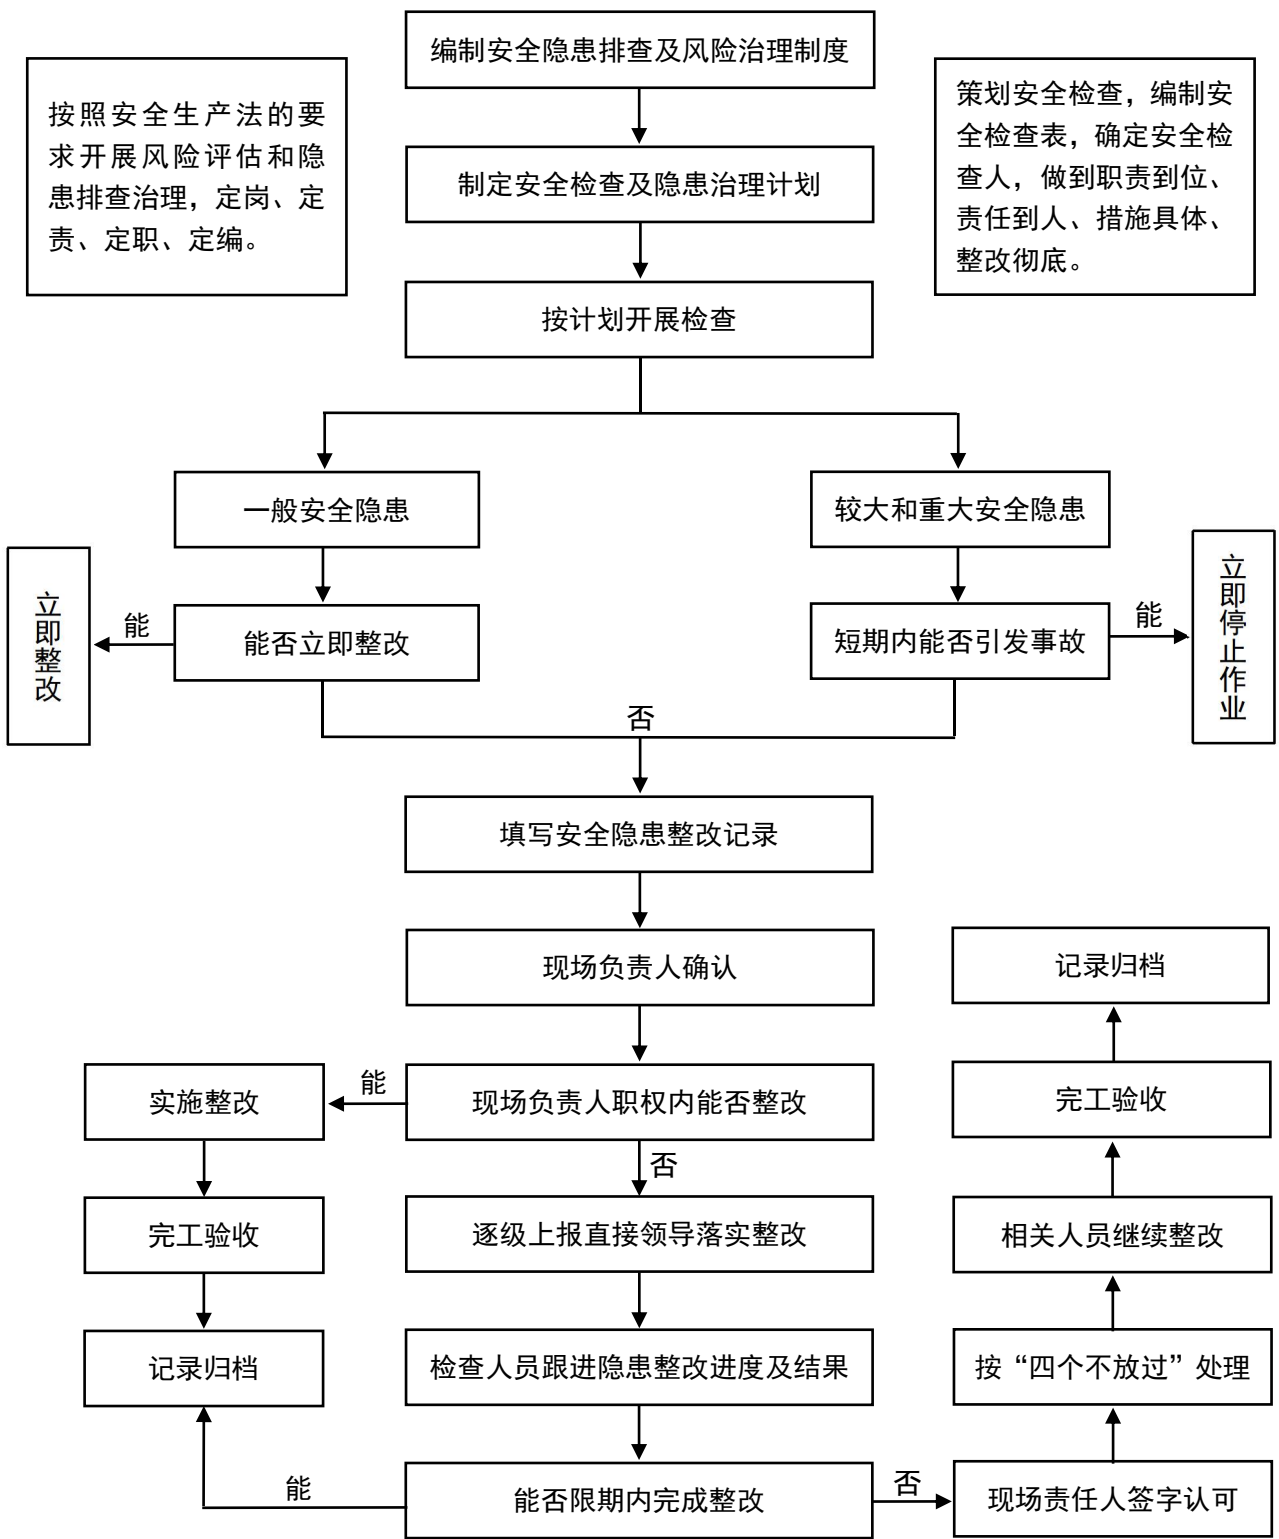 编制安全隐患排查及风险治理制度
按照安全生产法的要
求开展风险评估和隐
患排查治理，定岗、定
责、定职、定编。
策划安全检查，编制安
全检查表，确定安全检
查人，做到职责到位、
责任到人、措施具体、
整改彻底。
制定安全检查及隐患治理计划
按计划开展检查
一般安全隐患
较大和重大安全隐患
立即整改
能
能否立即整改
短期内能否引发事故
能
立即停止作业
否
填写安全隐患整改记录
现场负责人确认
现场负责人职权内能否整改
能
实施整改
完工验收
记录归档
否
逐级上报直接领导落实整改
检查人员跟进隐患整改进度及结果
能否限期内完成整改
能
否
现场责任人签字认可
按“四个不放过”处理
相关人员继续整改
完工验收
记录归档